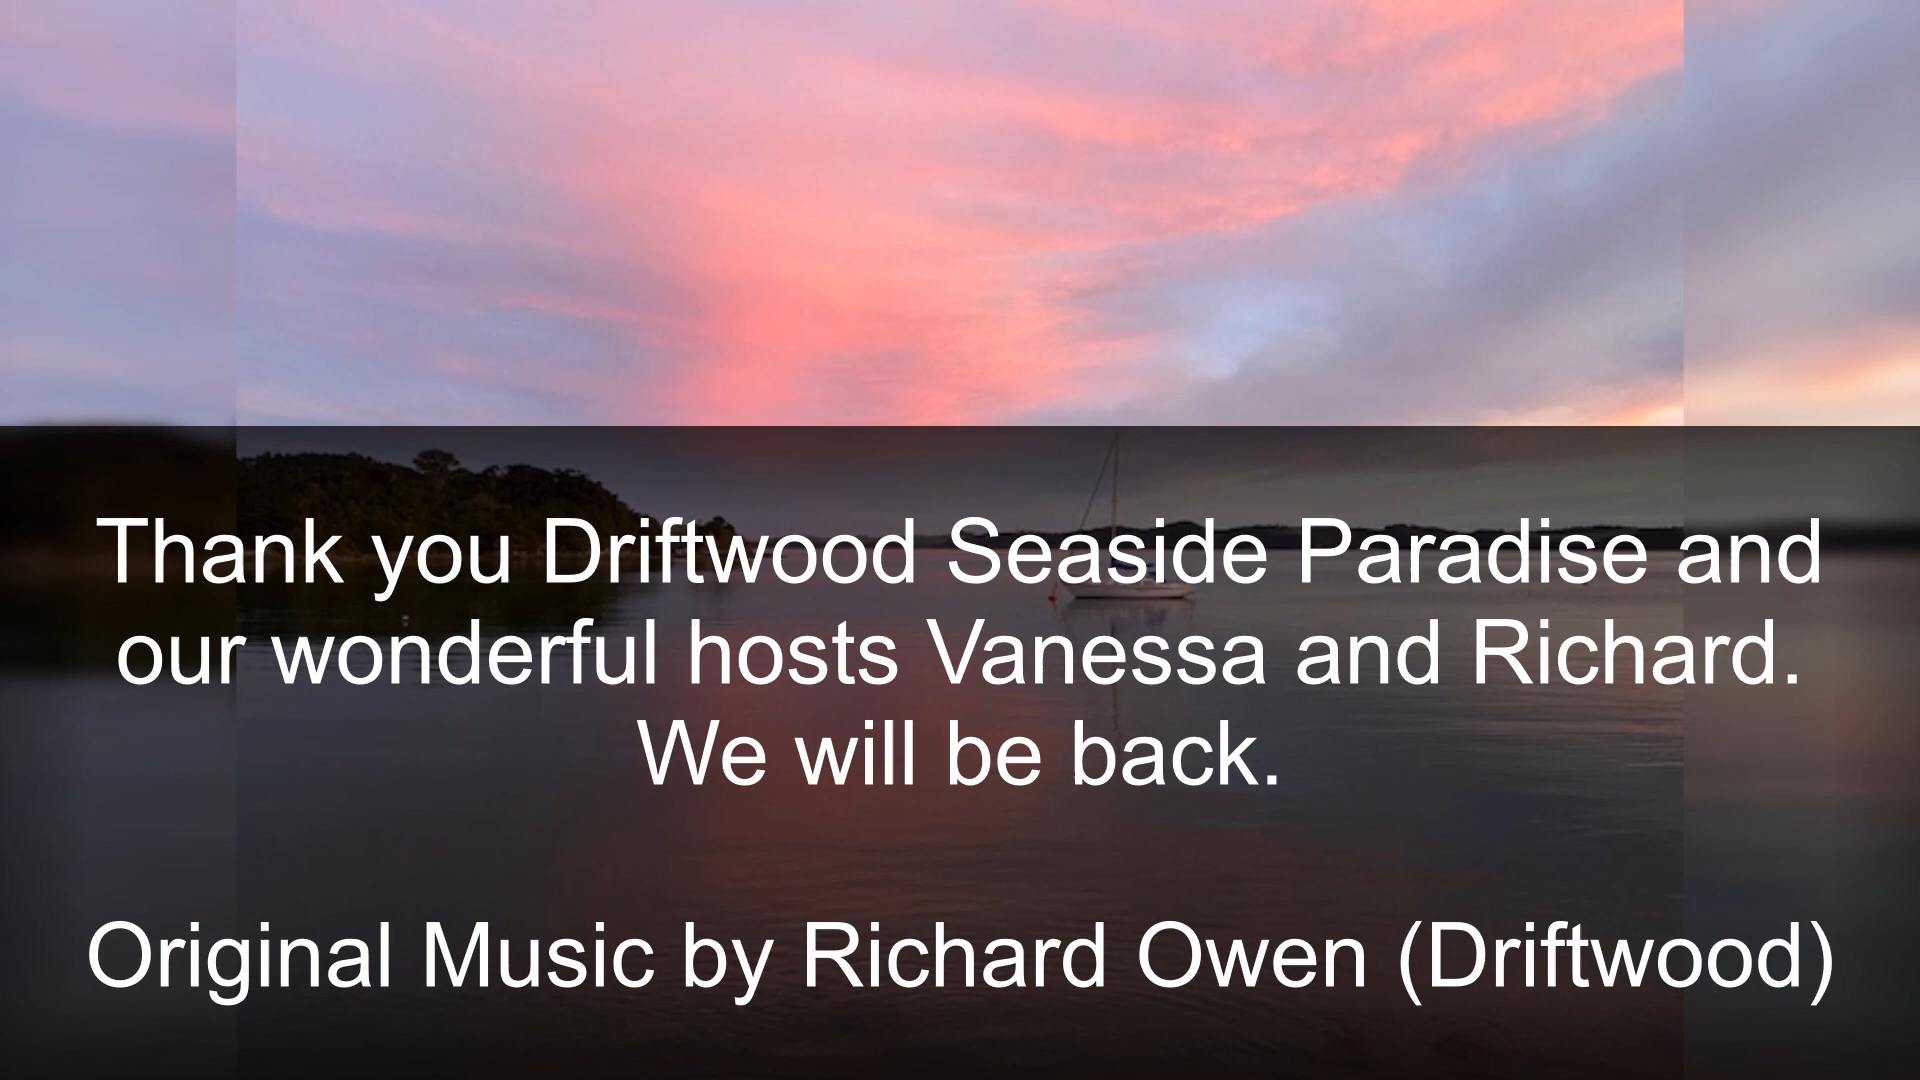 Thank you Driftwood Seaside Paradise and
our wonderful hosts Vanessa and Richard.
We will be back.
Original Music by Richard Owen (Driftwood)